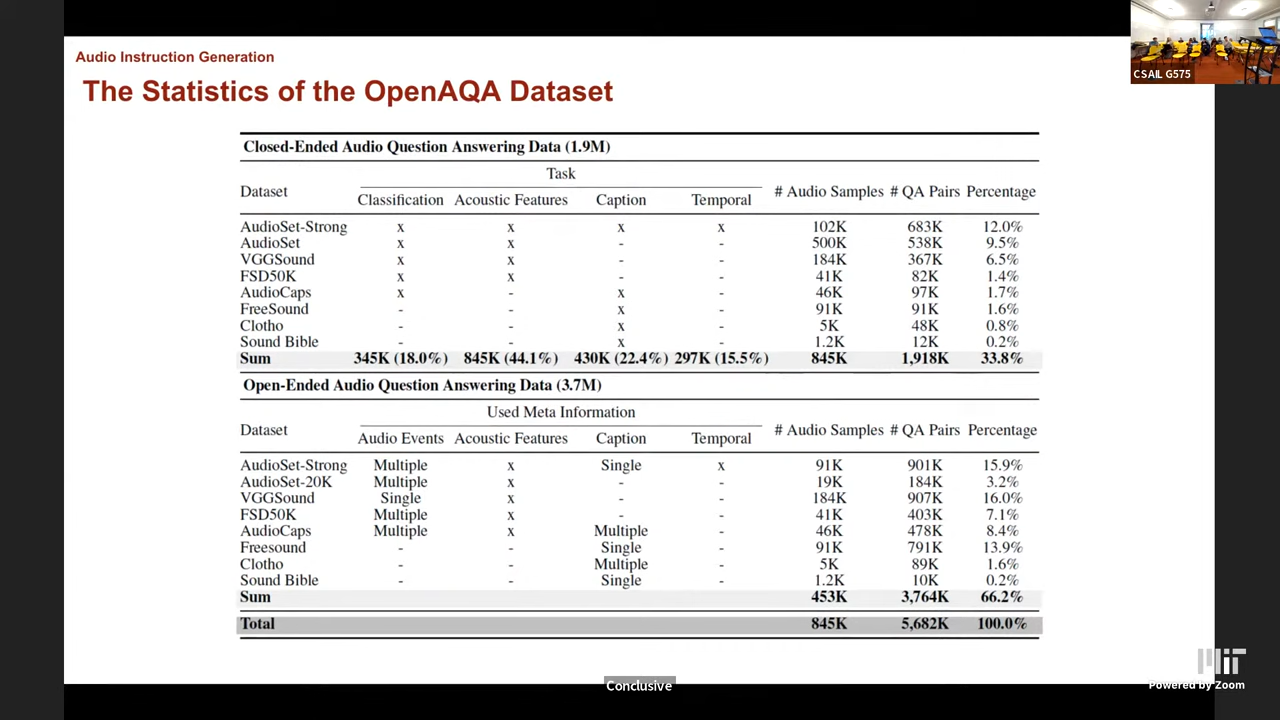 Audio Instruction Generation
The Statistics of the OpenAQA Dataset
CSAIL G575
Closed-Ended Audio Question Answering Data (1.9M)
Dataset Task # Audio Samples # QA Pairs Percentage
Classification Acoustic Features Caption Temporal
AudioSet-Strong x x x x 102K 683K 12.0%
AudioSet x x - - 500K 538K 9.5%
VGGSound x x - - 184K 367K 6.5%
FSD50K x x - - 41K 82K 1.4%
AudioCaps x - x - 46K 97K 1.7%
FreeSound - - x - 91K 91K 1.6%
Clotho - - x - 5K 48K 0.8%
Sound Bible - - x - 1.2K 12K 0.2%
Sum 345K (18.0%) 845K (44.1%) 430K (22.4%) 297K (15.5%) 845K 1,918K 33.8%
Open-Ended Audio Question Answering Data (3.7M)
Dataset Used Meta Information # Audio Samples # QA Pairs Percentage
Audio Events Acoustic Features Caption Temporal
AudioSet-Strong Multiple x Single x 91K 901K 15.9%
AudioSet-20K Multiple x - - 19K 184K 3.2%
VGGSound Single x - - 184K 907K 16.0%
FSD50K Multiple x - - 41K 403K 7.1%
AudioCaps Multiple x Multiple - 46K 478K 8.4%
Freesound - - Single - 91K 791K 13.9%
Clotho - - Multiple - 5K 89K 1.6%
Sound Bible - - Single - 1.2K 10K 0.2%
Sum 453K 3,764K 66.2%
Total 845K 5,682K 100.0%
MIT
Conclusive
Powered by Zoom